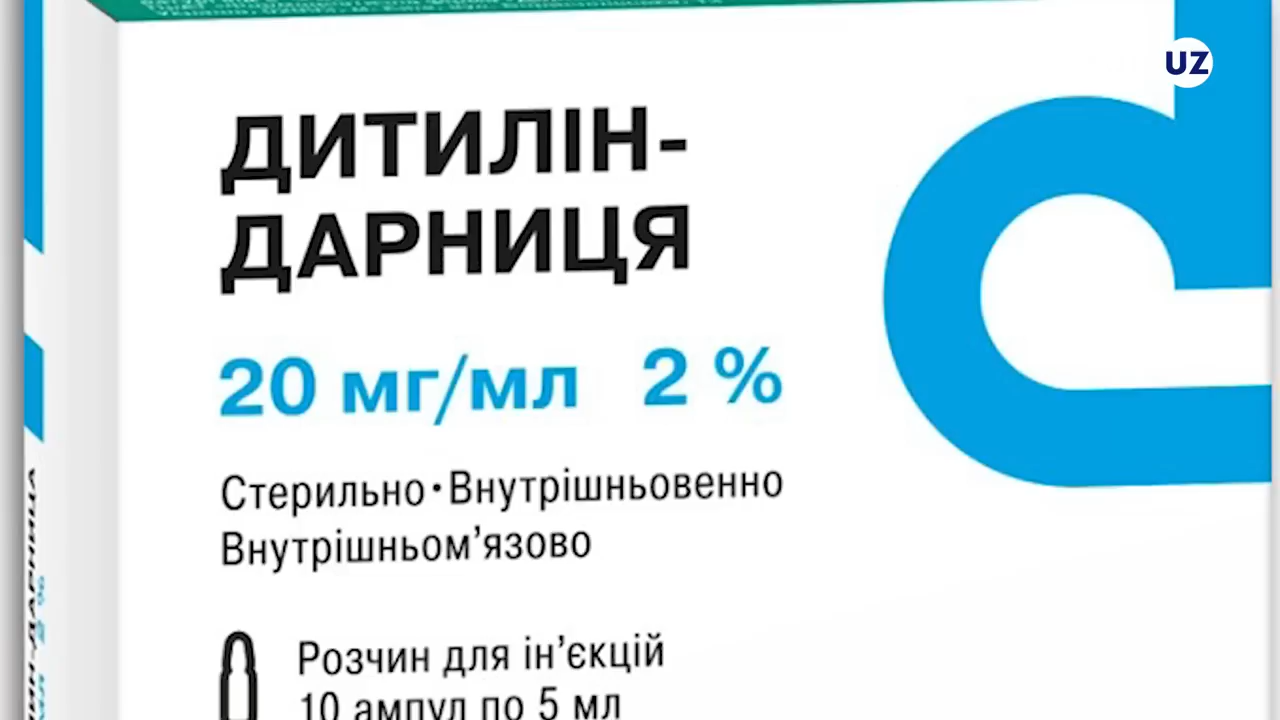 UZ
ДИТИЛІН-
ДАРНИЦЯ
20 мг/мл 2 %
Стерильно•Внутрішньовенно
Внутрішньом’язово
Розчин для ін’єкцій
10 ампул по 5 мл